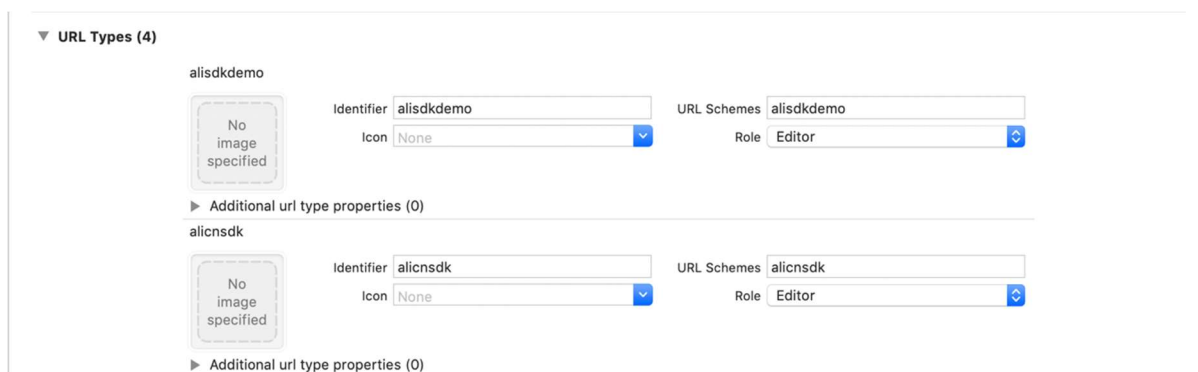 URL Types (4)
alisdkdemo
No image specified
Identifier alisdkdemo URL Schemes alisdkdemo
Icon None Role Editor
Additional url type properties (0)
alicnsdk
No image specified
Identifier alicnsdk URL Schemes alicnsdk
Icon None Role Editor
Additional url type properties (0)